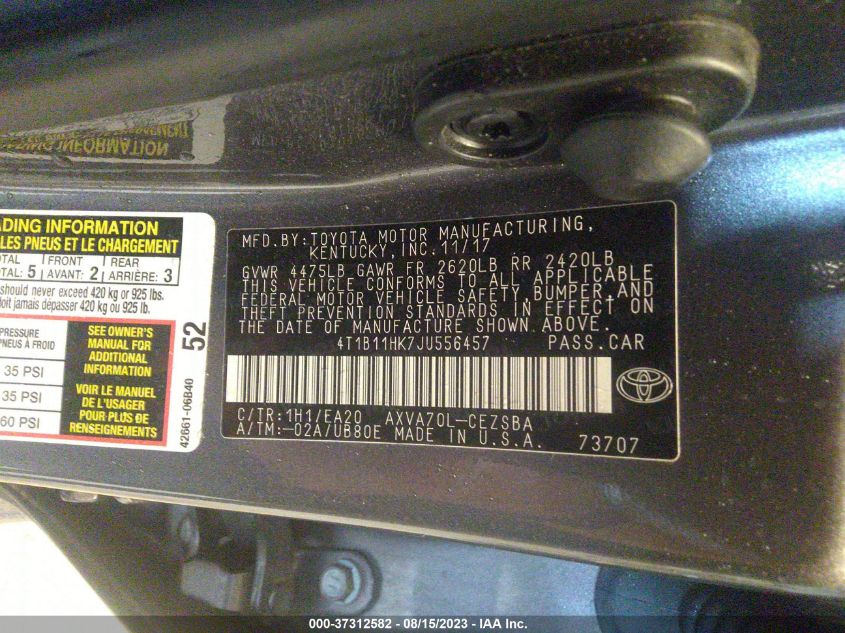 MFD.BY:TOYOTA MOTOR MANUFACTURING,
KENTUCKY, INC. 11/17
GVWR 4475LB GAWR FR 2620LB RR 2420LB
THIS VEHICLE CONFORMS TO ALL APPLICABLE
FEDERAL MOTOR VEHICLE SAFETY, BUMPER, AND
THEFT PREVENTION STANDARDS IN EFFECT ON
THE DATE OF MANUFACTURE SHOWN ABOVE.
4T1B11HK7JU556457 PASS.CAR
C/TR:1H1/EA20 AXVA70L-CEZSBA
A/TM:-02A/UB80E MADE IN U.S.A. 73707
ADING INFORMATION
LES PNEUS ET LE CHARGEMENT
TAL: 5 FRONT AVANT: 2 REAR ARRIÈRE: 3
should never exceed 420 kg or 925 lbs.
doit jamais dépasser 420 kg ou 925 lb.
PRESSURE
PNEUS À FROID
35 PSI
35 PSI
60 PSI
SEE OWNER'S
MANUAL FOR
ADDITIONAL
INFORMATION
VOIR LE MANUEL
DE L'USAGER
POUR PLUS DE
RENSEIGNEMENTS
52
42661-06B40
000-37312582 - 08/15/2023 - IAA Inc.